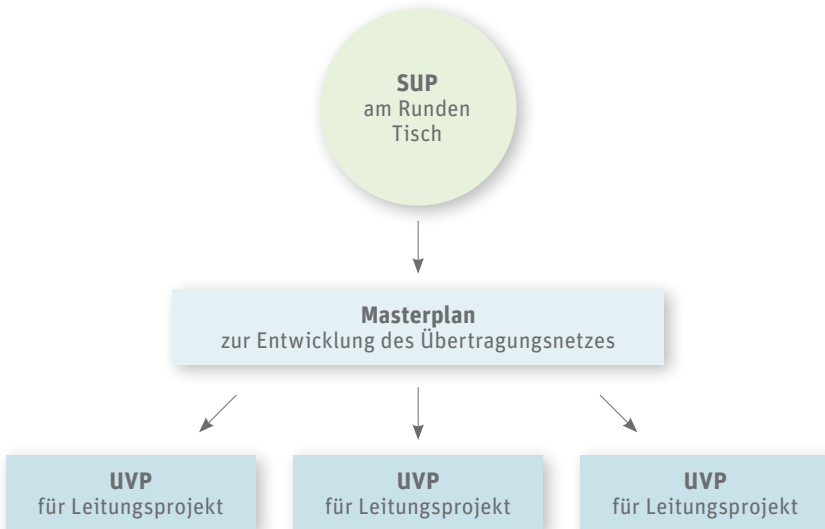 SUP
am Runden
Tisch
Masterplan
zur Entwicklung des Übertragungsnetzes
UVP
für Leitungsprojekt
UVP
für Leitungsprojekt
UVP
für Leitungsprojekt